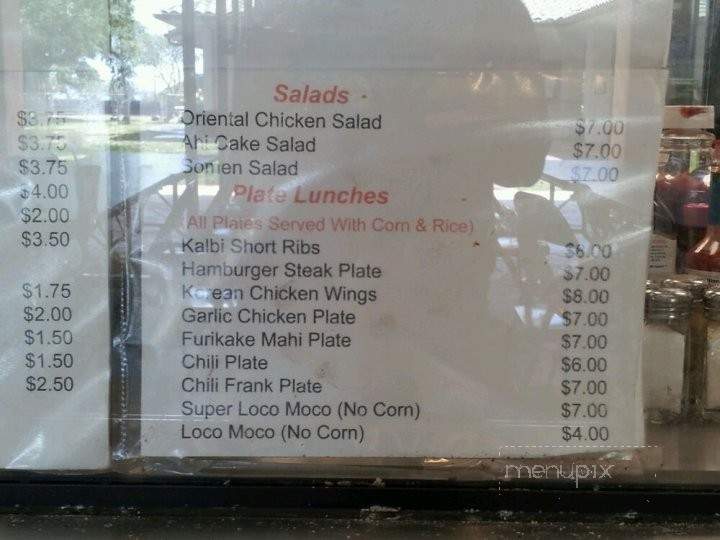 $3.75
$3.75
$3.75
$4.00
$2.00
$3.50
$1.75
$2.00
$1.50
$1.50
$2.50
Salads
Oriental Chicken Salad $7.00
Ahi Cake Salad $7.00
Somen Salad $7.00
Plate Lunches
(All Plates Served With Corn & Rice)
Kalbi Short Ribs $8.00
Hamburger Steak Plate $7.00
Korean Chicken Wings $8.00
Garlic Chicken Plate $7.00
Furikake Mahi Plate $7.00
Chili Plate $6.00
Chili Frank Plate $7.00
Super Loco Moco (No Corn) $7.00
Loco Moco (No Corn) $4.00
menupix